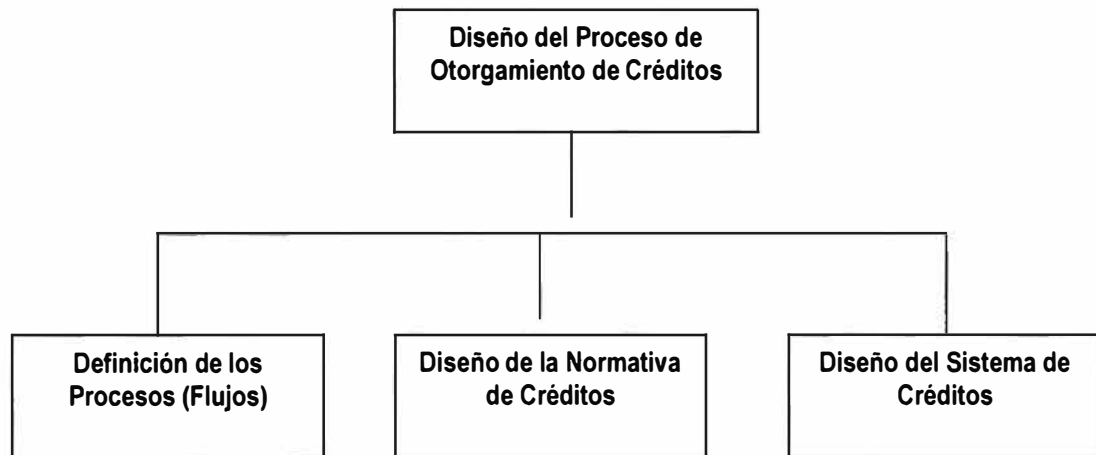 Diseño del Proceso de
Otorgamiento de Créditos
Definición de los
Procesos (Flujos)
Diseño de la Normativa
de Créditos
Diseño del Sistema de
Créditos